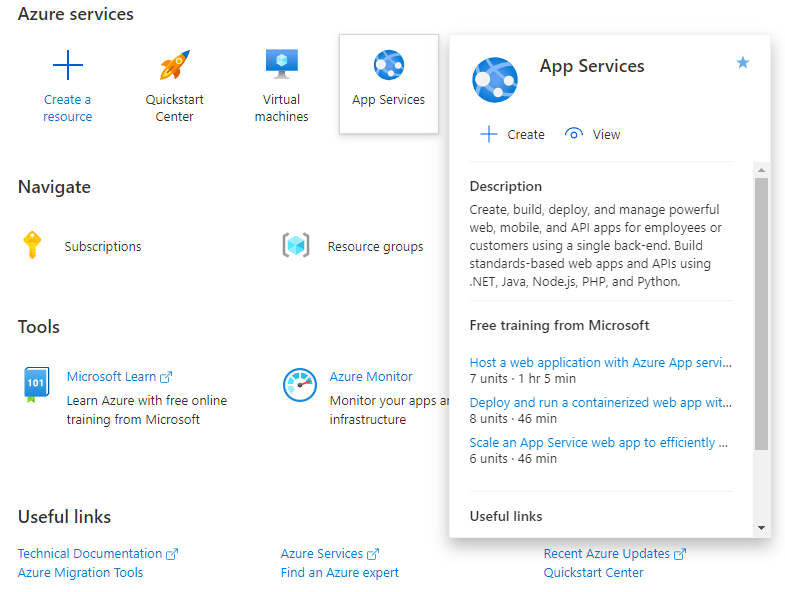 Azure services
Create a
resource
Quickstart
Center
Virtual
machines
App Services
App Services
Create
View
Description
Create, build, deploy, and manage powerful
web, mobile, and API apps for employees or
customers using a single back-end. Build
standards-based web apps and APIs using
.NET, Java, Node.js, PHP, and Python.
Free training from Microsoft
Host a web application with Azure App servi...
7 units · 1 hr 5 min
Deploy and run a containerized web app wit...
8 units · 46 min
Scale an App Service web app to efficiently ...
6 units · 46 min
Useful links
Navigate
Subscriptions
Resource groups
Tools
101
Microsoft Learn
Learn Azure with free online
training from Microsoft
Azure Monitor
Monitor your apps
infrastructure
Useful links
Technical Documentation
Azure Services
Recent Azure Updates
Azure Migration Tools
Find an Azure expert
Quickstart Center